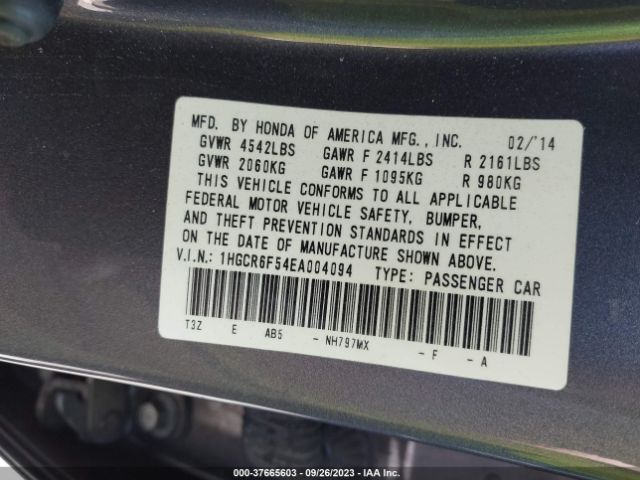 MFD. BY HONDA OF AMERICA MFG., INC. 02/'14
GVWR 4542LBS GAWR F 2414LBS R 2161LBS
GVWR 2060KG GAWR F 1095KG R 980KG
THIS VEHICLE CONFORMS TO ALL APPLICABLE
FEDERAL MOTOR VEHICLE SAFETY, BUMPER,
AND THEFT PREVENTION STANDARDS IN EFFECT
ON THE DATE OF MANUFACTURE SHOWN ABOVE.
V.I.N.: 1HGCR6F54EA004094 TYPE: PASSENGER CAR
T3Z E AB5 - NH797MX - F - A
000-37665603 - 09/26/2023 - IAA Inc.